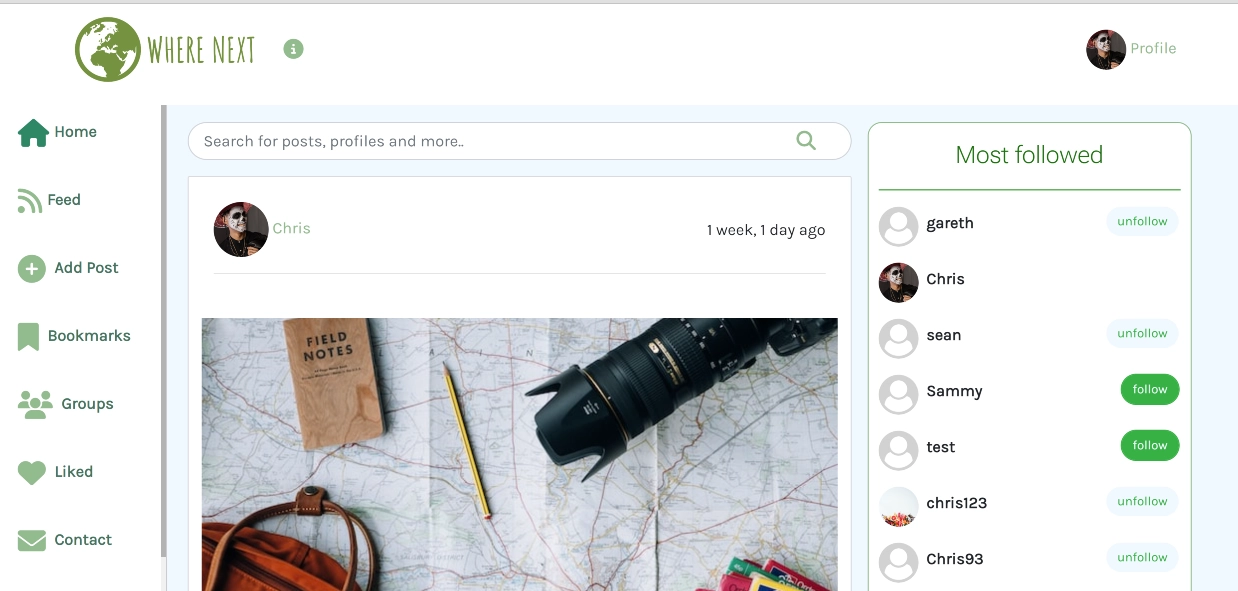 WHERE NEXT
i
Profile
Home
Feed
Add Post
Bookmarks
Groups
Liked
Contact
Search for posts, profiles and more..
Chris
1 week, 1 day ago
FIELD
NOTES
A I N
Most followed
gareth
unfollow
Chris
sean
unfollow
Sammy
follow
test
follow
chris123
unfollow
Chris93
unfollow